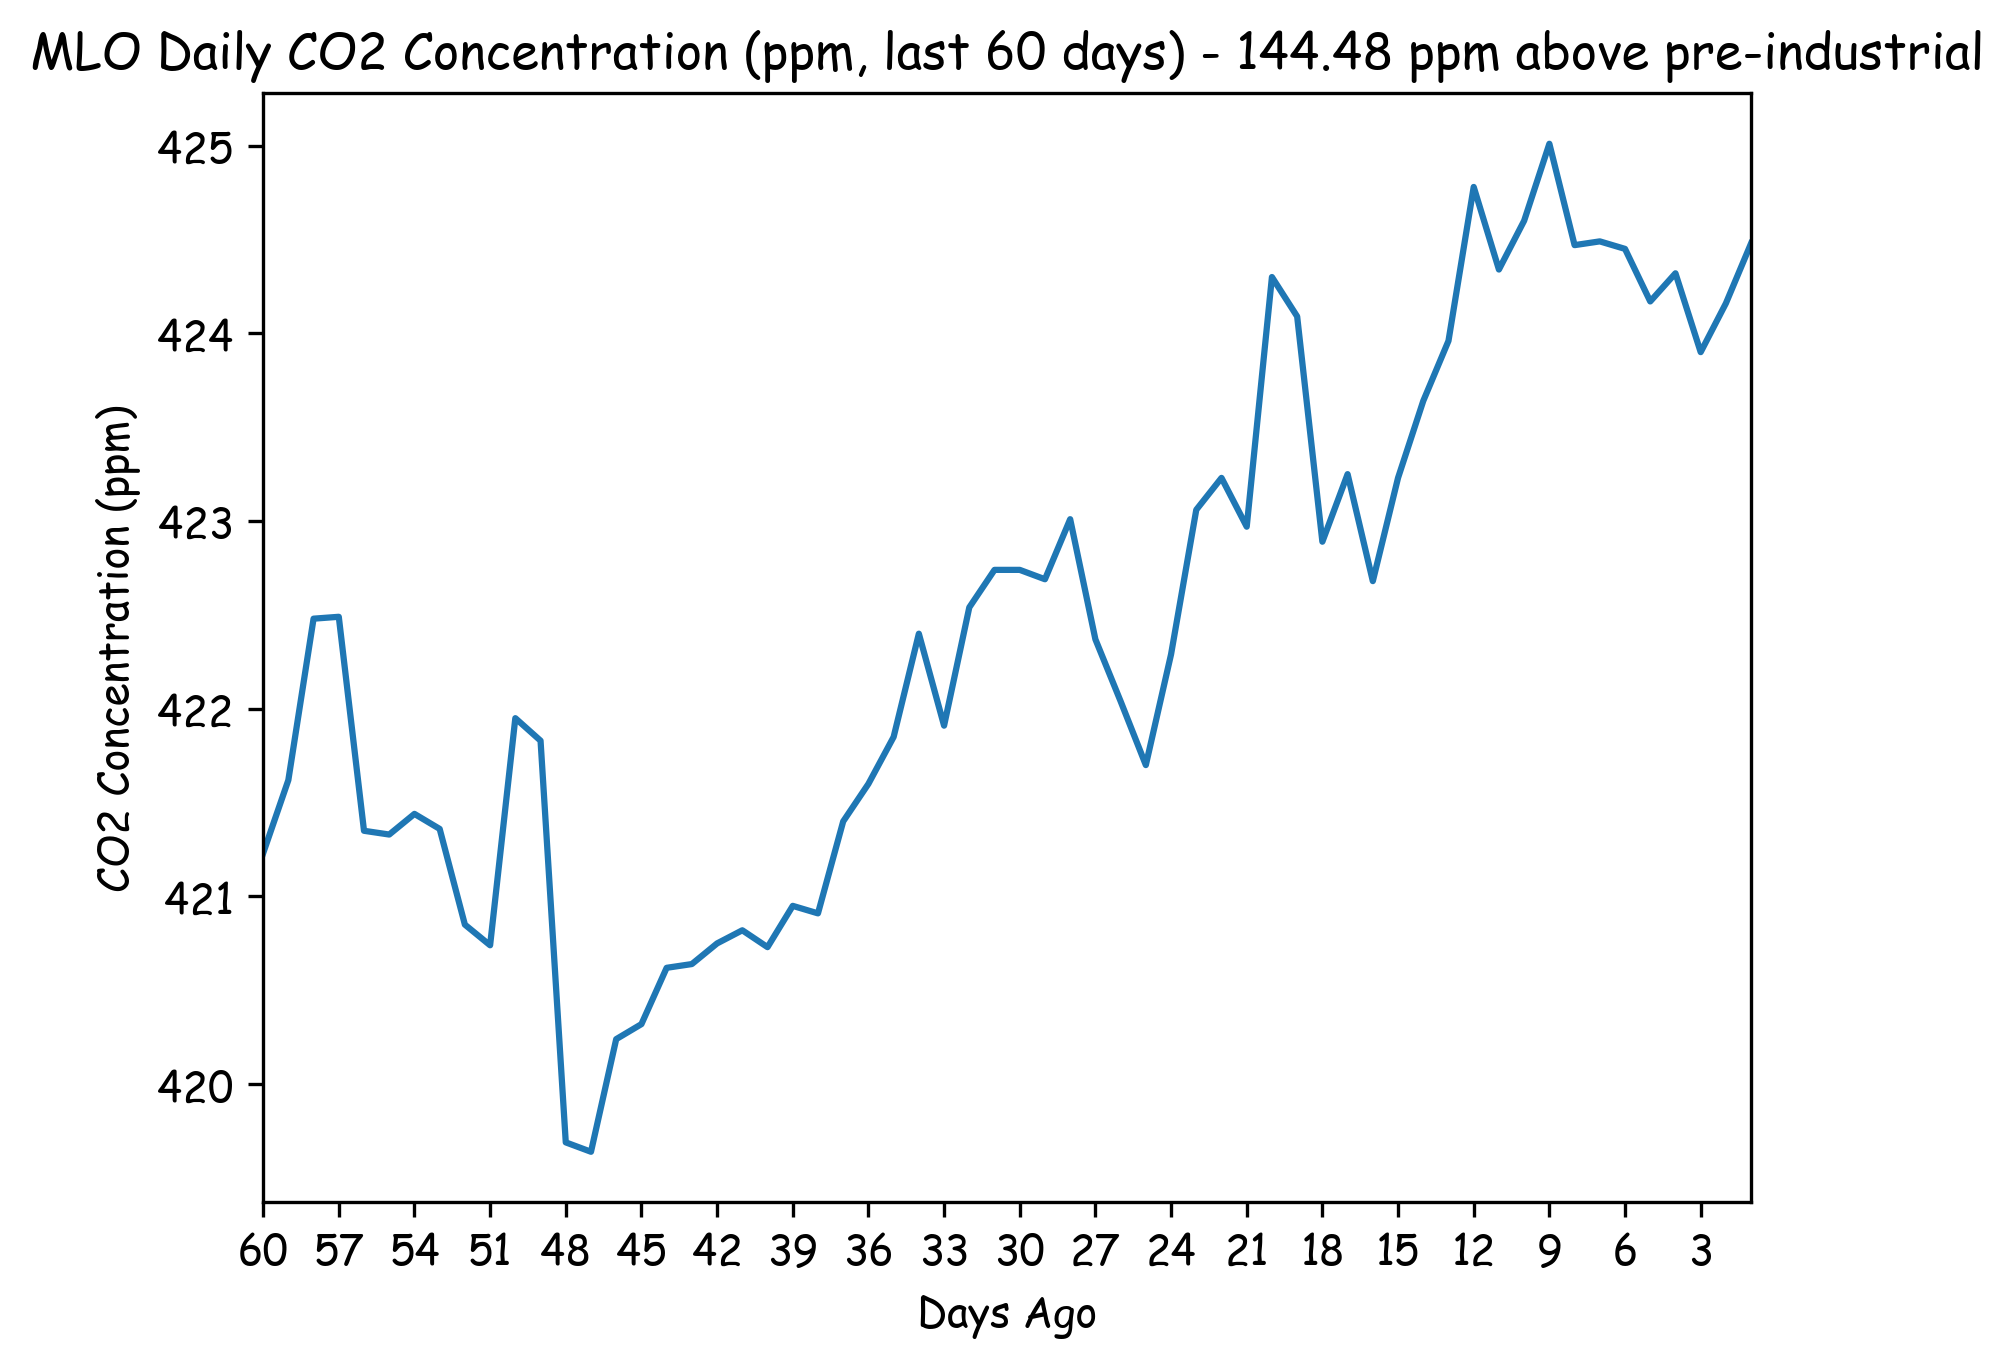 MLO Daily CO2 Concentration (ppm, last 60 days) - 144.48 ppm above pre-industrial
425
424
423
422
421
420
CO2 Concentration (ppm)
60 57 54 51 48 45 42 39 36 33 30 27 24 21 18 15 12 9 6 3
Days Ago